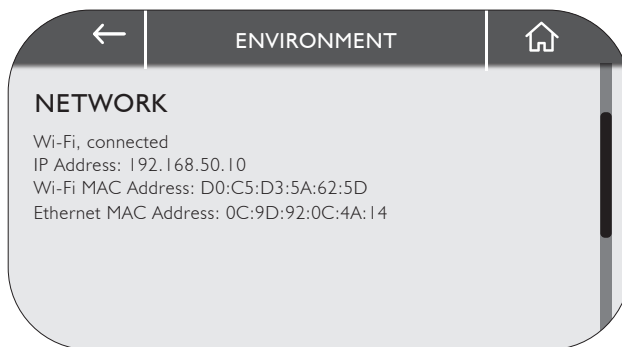 ENVIRONMENT
NETWORK
Wi-Fi, connected
IP Address: 192.168.50.10
Wi-Fi MAC Address: D0:C5:D3:5A:62:5D
Ethernet MAC Address: 0C:9D:92:0C:4A:14